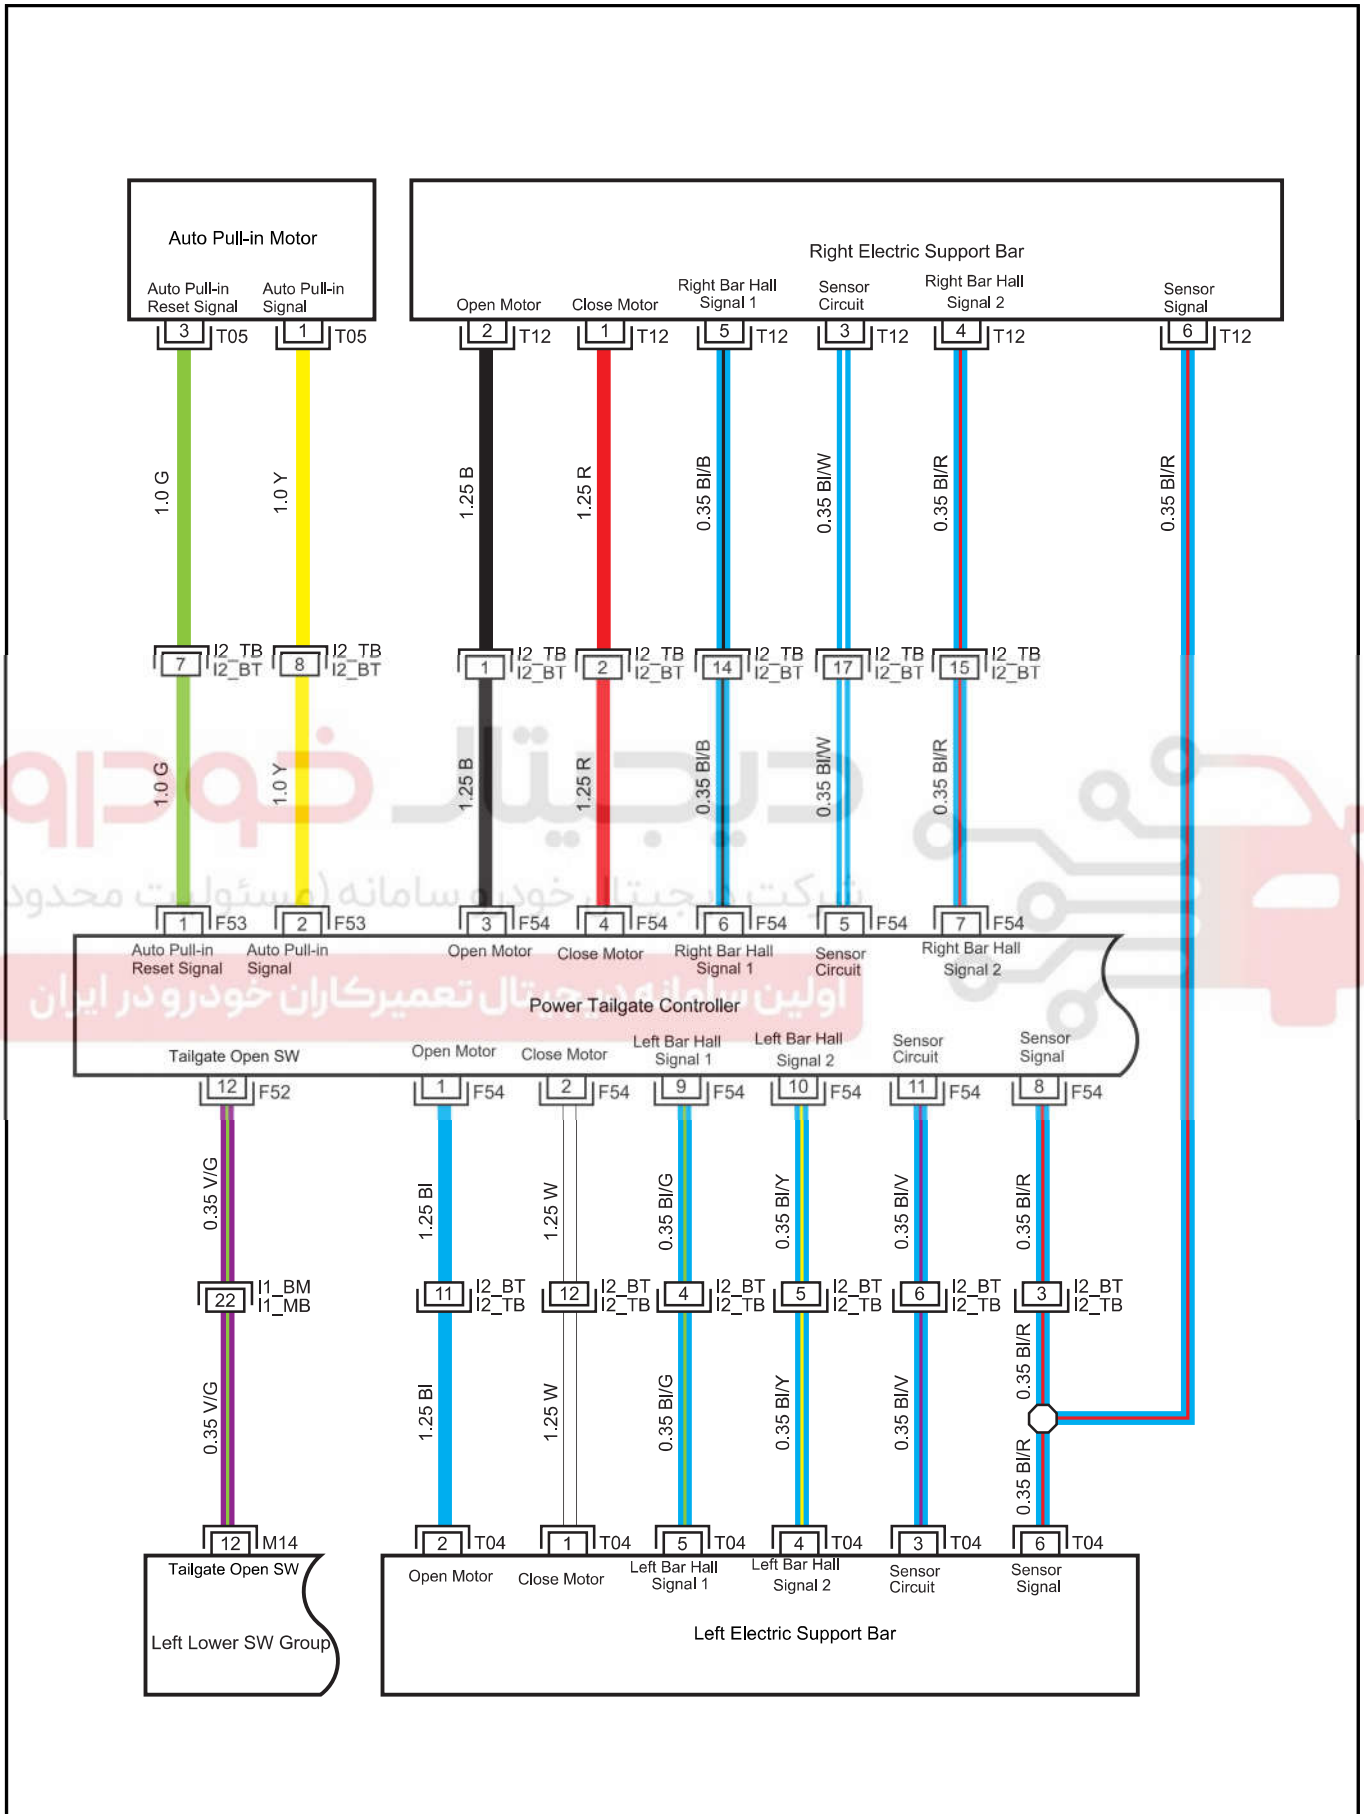 Auto Pull-in Motor
Auto Pull-in
Reset Signal
Auto Pull-in
Signal
3 T05
1 T05
Right Electric Support Bar
Open Motor
Close Motor
Right Bar Hall
Signal 1
Sensor
Circuit
Right Bar Hall
Signal 2
Sensor
Signal
2 T12
1 T12
5 T12
3 T12
4 T12
6 T12
1.0 G
1.0 Y
1.25 B
1.25 R
0.35 Bl/B
0.35 Bl/W
0.35 Bl/R
0.35 Bl/R
7 I2_TB
I2_BT
8 I2_TB
I2_BT
1 I2_TB
I2_BT
2 I2_TB
I2_BT
14 I2_TB
I2_BT
17 I2_TB
I2_BT
15 I2_TB
I2_BT
1.0 G
1.0 Y
1.25 B
1.25 R
0.35 Bl/B
0.35 Bl/W
0.35 Bl/R
دیجیتال خودرو
شرکت دیجیتال خودرو سامانه (مسئولیت محدود
اولین سامانه دیجیتال تعمیرکاران خودرو در ایران
1 F53
2 F53
3 F54
4 F54
6 F54
5 F54
7 F54
Auto Pull-in
Reset Signal
Auto Pull-in
Signal
Open Motor
Close Motor
Right Bar Hall
Signal 1
Sensor
Circuit
Right Bar Hall
Signal 2
Power Tailgate Controller
Tailgate Open SW
Open Motor
Close Motor
Left Bar Hall
Signal 1
Left Bar Hall
Signal 2
Sensor
Circuit
Sensor
Signal
12 F52
1 F54
2 F54
9 F54
10 F54
11 F54
8 F54
0.35 V/G
1.25 Bl
1.25 W
0.35 Bl/G
0.35 Bl/Y
0.35 Bl/V
0.35 Bl/R
22 I1_BM
I1_MB
11 I2_BT
I2_TB
12 I2_BT
I2_TB
4 I2_BT
I2_TB
5 I2_BT
I2_TB
6 I2_BT
I2_TB
3 I2_BT
I2_TB
0.35 V/G
1.25 Bl
1.25 W
0.35 Bl/G
0.35 Bl/Y
0.35 Bl/V
0.35 Bl/R
0.35 Bl/R
12 M14
2 T04
1 T04
5 T04
4 T04
3 T04
6 T04
Tailgate Open SW
Left Lower SW Group
Open Motor
Close Motor
Left Bar Hall
Signal 1
Left Bar Hall
Signal 2
Sensor
Circuit
Sensor
Signal
Left Electric Support Bar